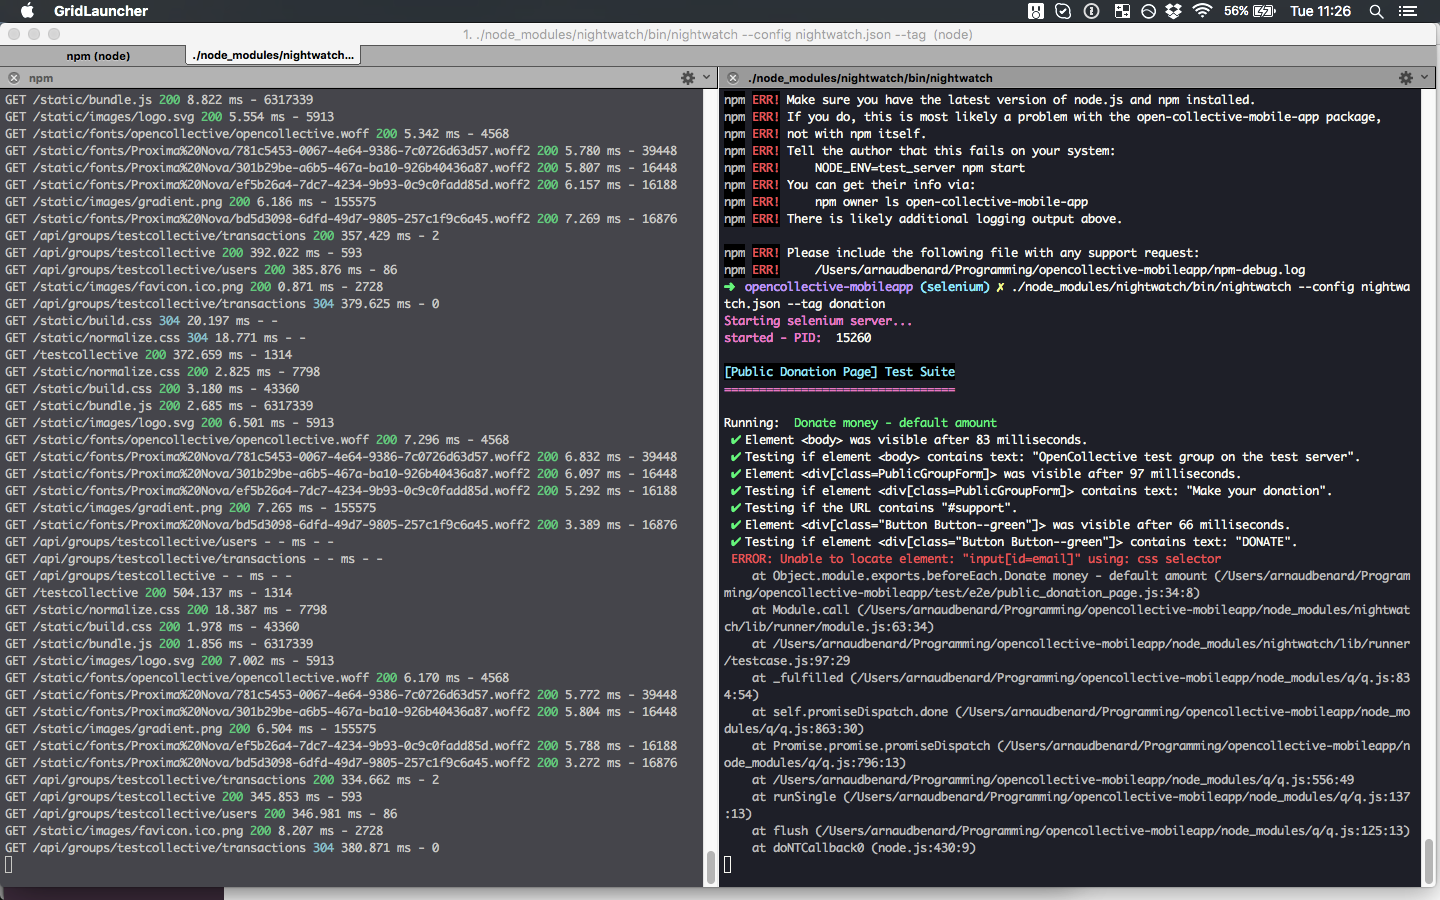 GridLauncher
56%
Tue 11:26
1. ./node_modules/nightwatch/bin/nightwatch --config nightwatch.json --tag (node)
npm (node)
./node_modules/nightwatch...
npm
GET /static/bundle.js 200 8.822 ms - 6317339
GET /static/images/logo.svg 200 5.554 ms - 5913
GET /static/fonts/opencollective/opencollective.woff 200 5.342 ms - 4568
GET /static/fonts/Proxima%20Nova/781c5453-0067-4e64-9386-7c0726d63d57.woff2 200 5.780 ms - 39448
GET /static/fonts/Proxima%20Nova/301b29be-a6b5-467a-ba10-926b40436a87.woff2 200 5.807 ms - 16448
GET /static/fonts/Proxima%20Nova/ef5b26a4-7dc7-4234-9b93-0c9c0fadd85d.woff2 200 6.157 ms - 16188
GET /static/images/gradient.png 200 6.186 ms - 155575
GET /static/fonts/Proxima%20Nova/bd5d3098-6dfd-49d7-9805-257c1f9c6a45.woff2 200 7.269 ms - 16876
GET /api/groups/testcollective/transactions 200 357.429 ms - 2
GET /api/groups/testcollective 200 392.022 ms - 593
GET /api/groups/testcollective/users 200 385.876 ms - 86
GET /static/images/favicon.ico.png 200 0.871 ms - 2728
GET /api/groups/testcollective/transactions 304 379.625 ms - 0
GET /static/build.css 304 20.197 ms - -
GET /static/normalize.css 304 18.771 ms - -
GET /testcollective 200 372.659 ms - 1314
GET /static/normalize.css 200 2.825 ms - 7798
GET /static/build.css 200 3.180 ms - 43360
GET /static/bundle.js 200 2.685 ms - 6317339
GET /static/images/logo.svg 200 6.501 ms - 5913
GET /static/fonts/opencollective/opencollective.woff 200 7.296 ms - 4568
GET /static/fonts/Proxima%20Nova/781c5453-0067-4e64-9386-7c0726d63d57.woff2 200 6.832 ms - 39448
GET /static/fonts/Proxima%20Nova/301b29be-a6b5-467a-ba10-926b40436a87.woff2 200 6.097 ms - 16448
GET /static/fonts/Proxima%20Nova/ef5b26a4-7dc7-4234-9b93-0c9c0fadd85d.woff2 200 5.292 ms - 16188
GET /static/images/gradient.png 200 7.265 ms - 155575
GET /static/fonts/Proxima%20Nova/bd5d3098-6dfd-49d7-9805-257c1f9c6a45.woff2 200 3.389 ms - 16876
GET /api/groups/testcollective/users - - ms - -
GET /api/groups/testcollective/transactions - - ms - -
GET /api/groups/testcollective - - ms - -
GET /testcollective 200 504.137 ms - 1314
GET /static/normalize.css 200 18.387 ms - 7798
GET /static/build.css 200 1.978 ms - 43360
GET /static/bundle.js 200 1.856 ms - 6317339
GET /static/images/logo.svg 200 7.002 ms - 5913
GET /static/fonts/opencollective/opencollective.woff 200 6.170 ms - 4568
GET /static/fonts/Proxima%20Nova/781c5453-0067-4e64-9386-7c0726d63d57.woff2 200 5.772 ms - 39448
GET /static/fonts/Proxima%20Nova/301b29be-a6b5-467a-ba10-926b40436a87.woff2 200 5.804 ms - 16448
GET /static/images/gradient.png 200 6.504 ms - 155575
GET /static/fonts/Proxima%20Nova/ef5b26a4-7dc7-4234-9b93-0c9c0fadd85d.woff2 200 5.788 ms - 16188
GET /static/fonts/Proxima%20Nova/bd5d3098-6dfd-49d7-9805-257c1f9c6a45.woff2 200 3.272 ms - 16876
GET /api/groups/testcollective/transactions 200 334.662 ms - 2
GET /api/groups/testcollective 200 345.853 ms - 593
GET /api/groups/testcollective/users 200 346.981 ms - 86
GET /static/images/favicon.ico.png 200 8.207 ms - 2728
GET /api/groups/testcollective/transactions 304 380.871 ms - 0
./node_modules/nightwatch/bin/nightwatch
npm ERR! Make sure you have the latest version of node.js and npm installed.
npm ERR! If you do, this is most likely a problem with the open-collective-mobile-app package,
npm ERR! not with npm itself.
npm ERR! Tell the author that this fails on your system:
npm ERR!     NODE_ENV=test_server npm start
npm ERR! You can get their info via:
npm ERR!     npm owner ls open-collective-mobile-app
npm ERR! There is likely additional logging output above.
npm ERR! Please include the following file with any support request:
npm ERR!     /Users/arnaudbenard/Programming/opencollective-mobileapp/npm-debug.log
➜ opencollective-mobileapp (selenium) ✗ ./node_modules/nightwatch/bin/nightwatch --config nightwa
tch.json --tag donation
Starting selenium server...
started - PID:  15260
[Public Donation Page] Test Suite
=================================
Running:  Donate money - default amount
✔ Element <body> was visible after 83 milliseconds.
✔ Testing if element <body> contains text: "OpenCollective test group on the test server".
✔ Element <div[class=PublicGroupForm]> was visible after 97 milliseconds.
✔ Testing if element <div[class=PublicGroupForm]> contains text: "Make your donation".
✔ Testing if the URL contains "#support".
✔ Element <div[class="Button Button--green"]> was visible after 66 milliseconds.
✔ Testing if element <div[class="Button Button--green"]> contains text: "DONATE".
ERROR: Unable to locate element: "input[id=email]" using: css selector
at Object.module.exports.beforeEach.Donate money - default amount (/Users/arnaudbenard/Program
ming/opencollective-mobileapp/test/e2e/public_donation_page.js:34:8)
at Module.call (/Users/arnaudbenard/Programming/opencollective-mobileapp/node_modules/nightwat
ch/lib/runner/module.js:63:34)
at /Users/arnaudbenard/Programming/opencollective-mobileapp/node_modules/nightwatch/lib/runner
/testcase.js:97:29
at _fulfilled (/Users/arnaudbenard/Programming/opencollective-mobileapp/node_modules/q/q.js:83
4:54)
at self.promiseDispatch.done (/Users/arnaudbenard/Programming/opencollective-mobileapp/node_mo
dules/q/q.js:863:30)
at Promise.promise.promiseDispatch (/Users/arnaudbenard/Programming/opencollective-mobileapp/n
ode_modules/q/q.js:796:13)
at /Users/arnaudbenard/Programming/opencollective-mobileapp/node_modules/q/q.js:556:49
at runSingle (/Users/arnaudbenard/Programming/opencollective-mobileapp/node_modules/q/q.js:137
:13)
at flush (/Users/arnaudbenard/Programming/opencollective-mobileapp/node_modules/q/q.js:125:13)
at doNTCallback0 (node.js:430:9)